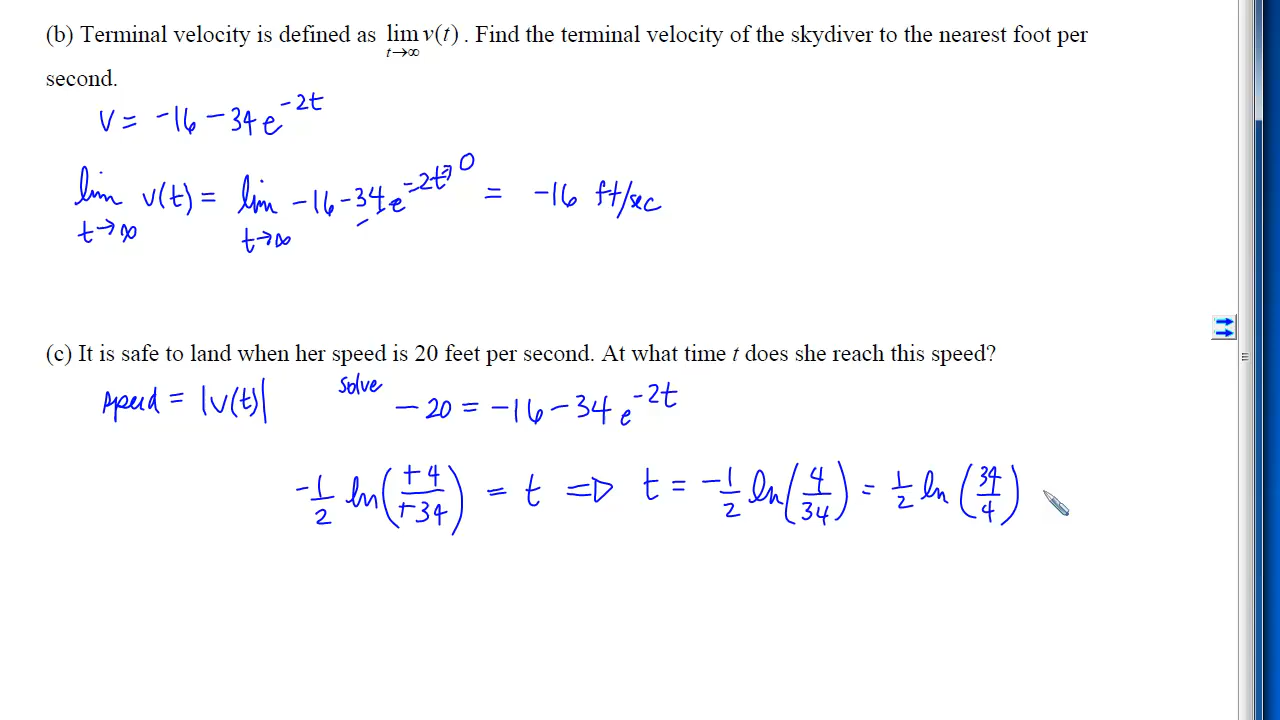 (b) Terminal velocity is defined as lim t→∞ v(t). Find the terminal velocity of the skydiver to the nearest foot per
second.
v = -16 - 34e^(-2t)
lim t→∞ v(t) = lim t→∞ -16 - 34e^(-2t) → 0 = -16 ft/sec
(c) It is safe to land when her speed is 20 feet per second. At what time t does she reach this speed?
speed = |v(t)| solve -20 = -16 - 34e^(-2t)
-1/2 ln(+4/+34) = t ⇒ t = -1/2 ln(4/34) = 1/2 ln(34/4)